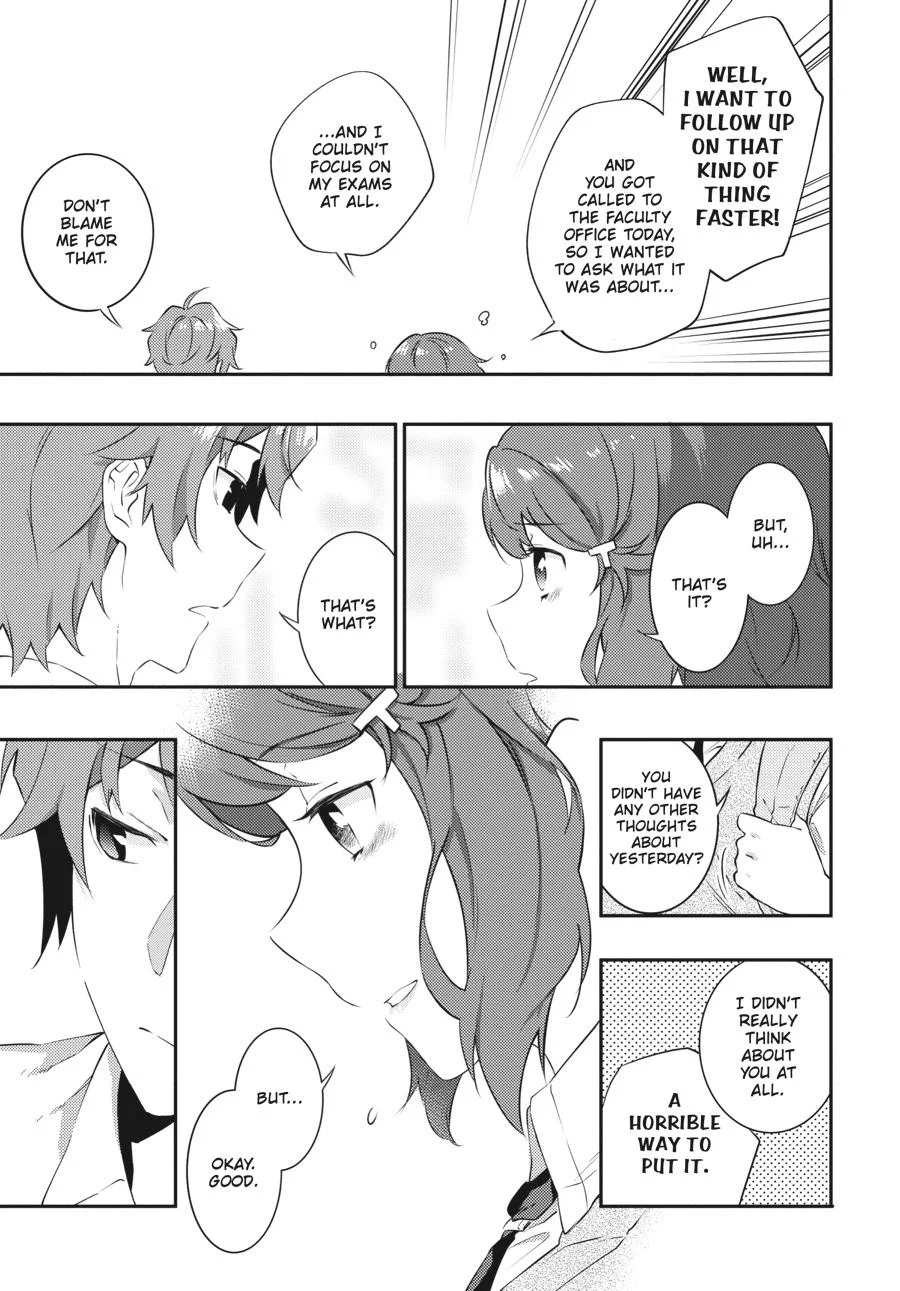 WELL,
I WANT TO
FOLLOW UP
ON THAT
KIND OF
THING
FASTER!
AND
YOU GOT
CALLED TO
THE FACULTY
OFFICE TODAY,
SO I WANTED
TO ASK WHAT IT
WAS ABOUT...
...AND I
COULDN'T
FOCUS ON
MY EXAMS
AT ALL.
DON'T
BLAME
ME FOR
THAT.
BUT,
UH...
THAT'S
IT?
THAT'S
WHAT?
YOU
DIDN'T HAVE
ANY OTHER
THOUGHTS
ABOUT
YESTERDAY?
I DIDN'T
REALLY
THINK
ABOUT
YOU AT
ALL.
A
HORRIBLE
WAY TO
PUT IT.
BUT...
OKAY.
GOOD.